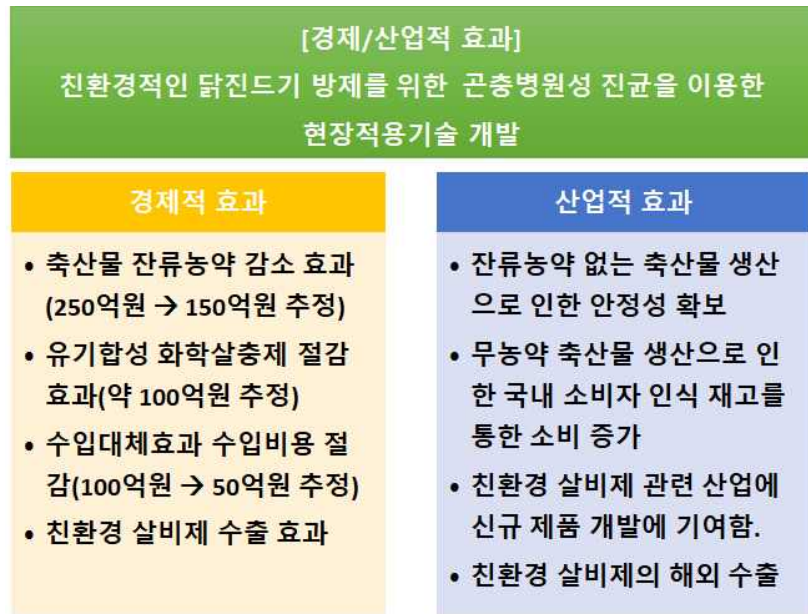 [경제/산업적 효과]
친환경적인 닭진드기 방제를 위한 곤충병원성 진균을 이용한
현장적용기술 개발
경제적 효과
• 축산물 잔류농약 감소 효과
(250억원 → 150억원 추정)
• 유기합성 화학살충제 절감
효과(약 100억원 추정)
• 수입대체효과 수입비용 절
감(100억원 → 50억원 추정)
• 친환경 살비제 수출 효과
산업적 효과
• 잔류농약 없는 축산물 생산
으로 인한 안정성 확보
• 무농약 축산물 생산으로 인
한 국내 소비자 인식 재고를
통한 소비 증가
• 친환경 살비제 관련 산업에
신규 제품 개발에 기여함.
• 친환경 살비제의 해외 수출